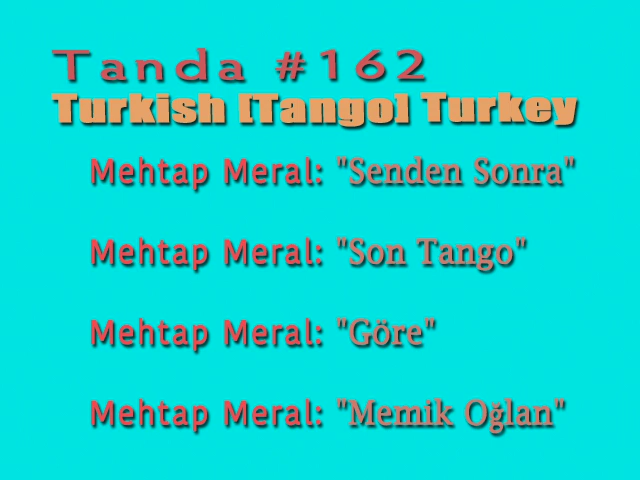 Tanda #162
Turkish [Tango] Turkey
Mehtap Meral: "Senden Sonra"
Mehtap Meral: "Son Tango"
Mehtap Meral: "Göre"
Mehtap Meral: "Memik Oğlan"